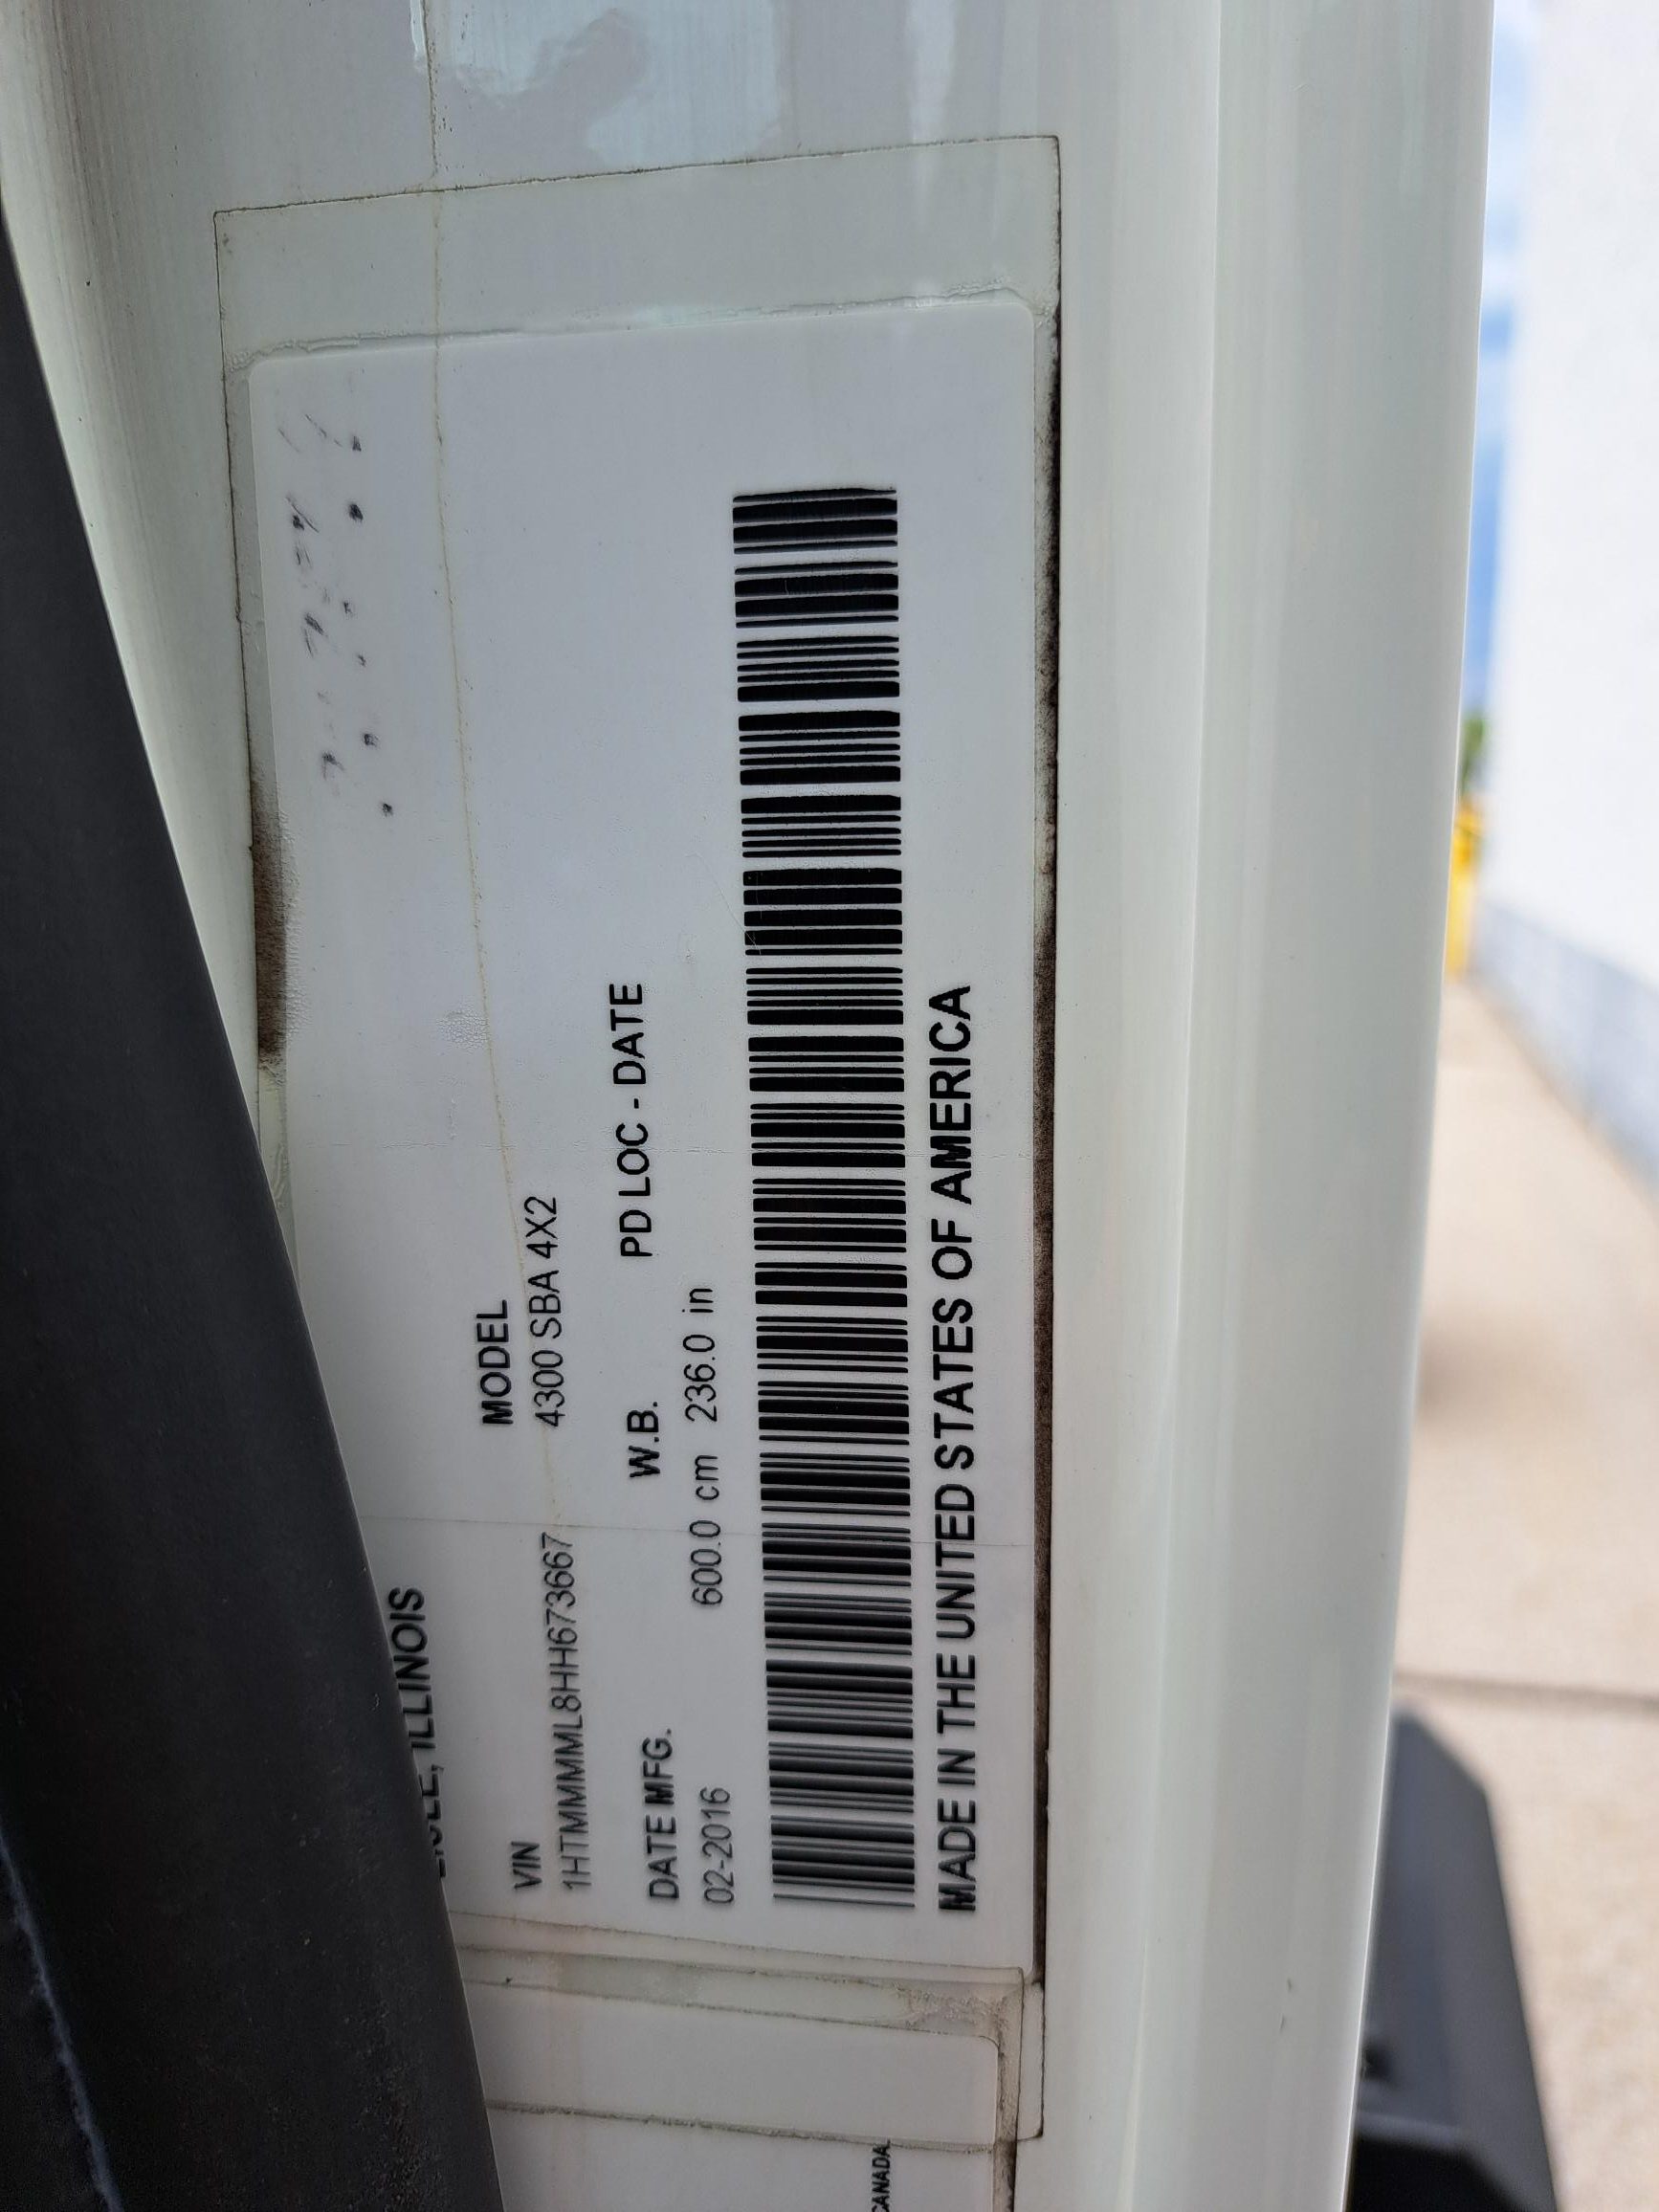 ILLINOIS
VIN MODEL
1HTMMMML8HH673667 4300 SBA 4X2
DATE MFG. W.B. PD LOC - DATE
02-2016 600.0 cm 236.0 in
MADE IN THE UNITED STATES OF AMERICA
CANADA